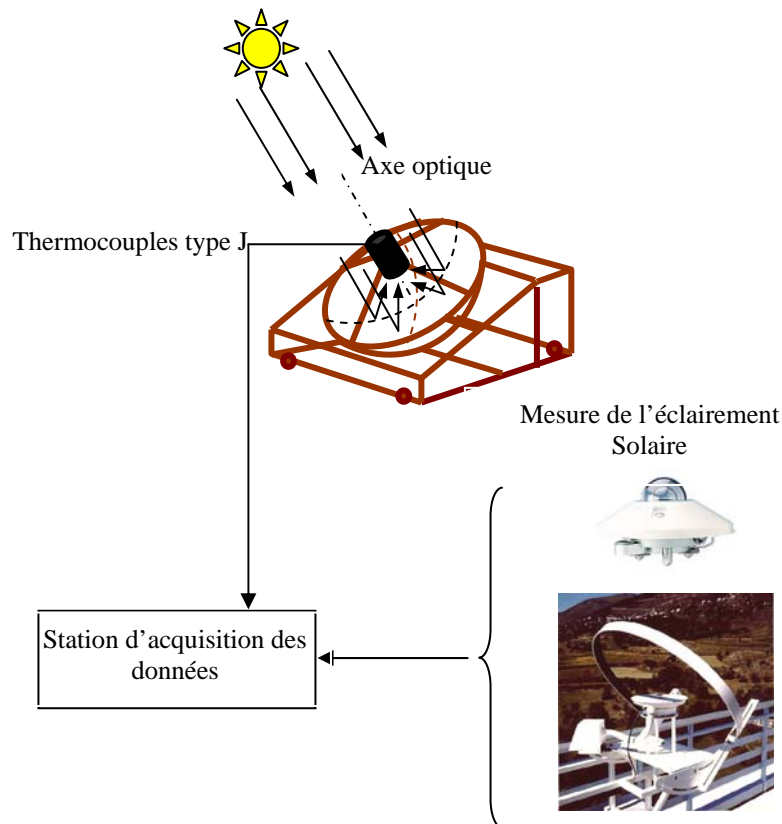 Axe optique
Thermocouples type J
Mesure de l'éclairement
Solaire
Station d'acquisition des
données